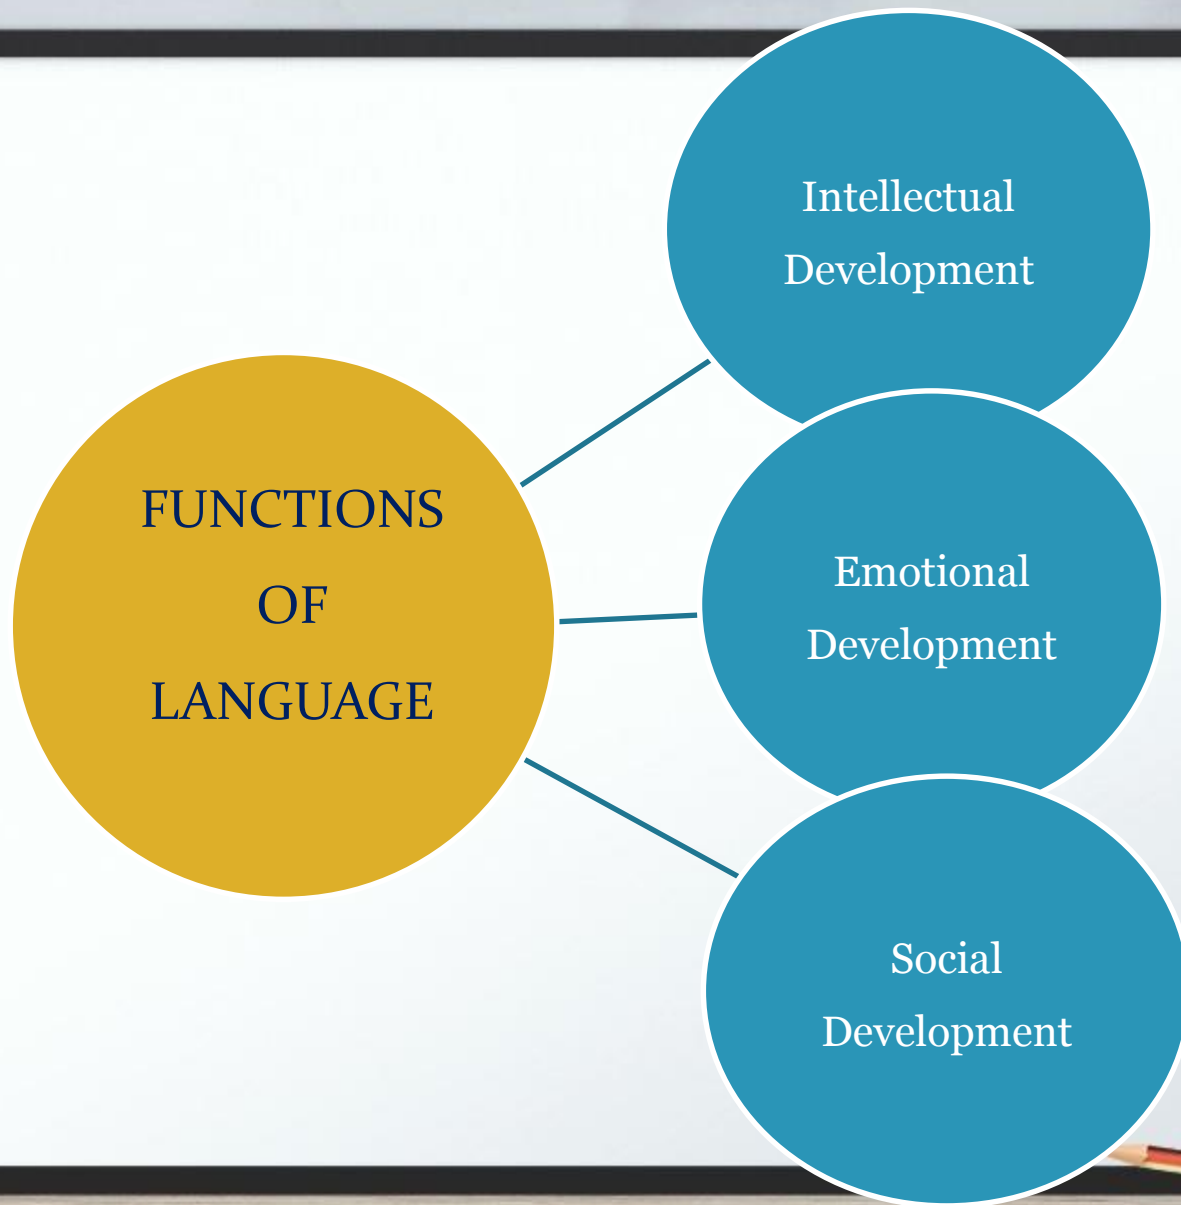 FUNCTIONS
OF
LANGUAGE
Intellectual
Development
Emotional
Development
Social
Development